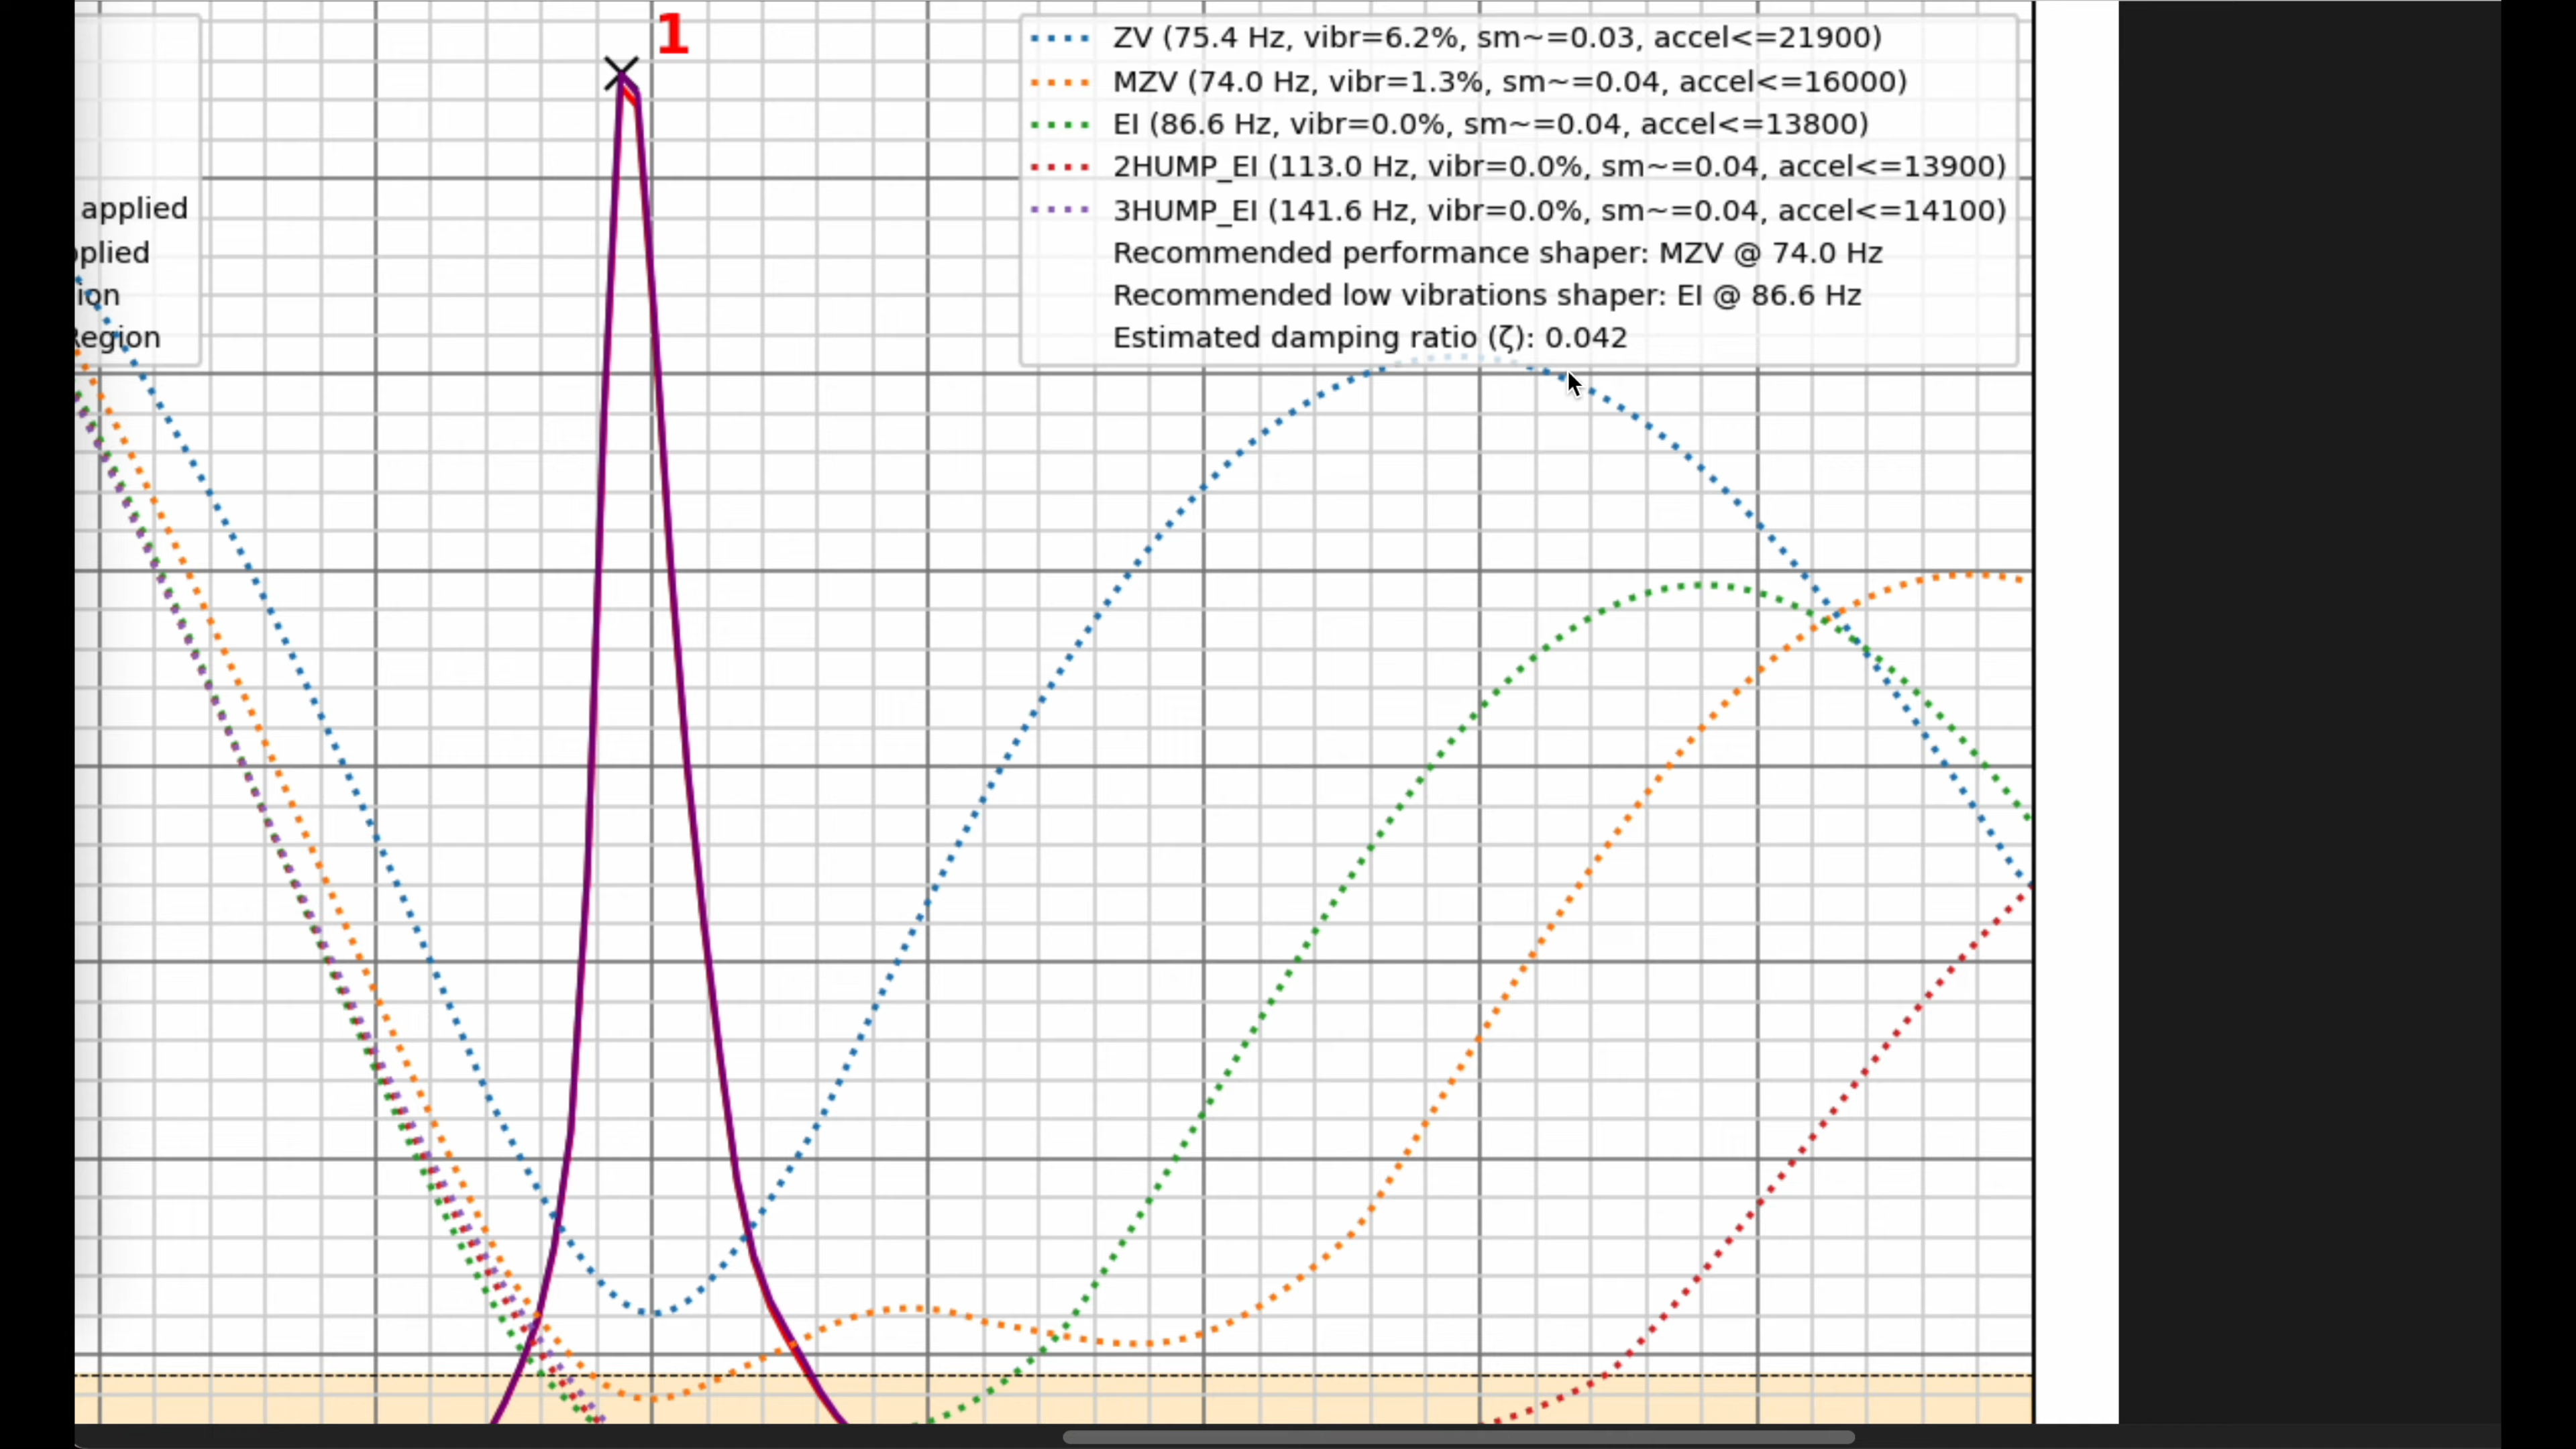 1
applied
plied
ion
Region
ZV (75.4 Hz, vibr=6.2%, sm~=0.03, accel<=21900)
MZV (74.0 Hz, vibr=1.3%, sm~=0.04, accel<=16000)
EI (86.6 Hz, vibr=0.0%, sm~=0.04, accel<=13800)
2HUMP_EI (113.0 Hz, vibr=0.0%, sm~=0.04, accel<=13900)
3HUMP_EI (141.6 Hz, vibr=0.0%, sm~=0.04, accel<=14100)
Recommended performance shaper: MZV @ 74.0 Hz
Recommended low vibrations shaper: EI @ 86.6 Hz
Estimated damping ratio (ζ): 0.042